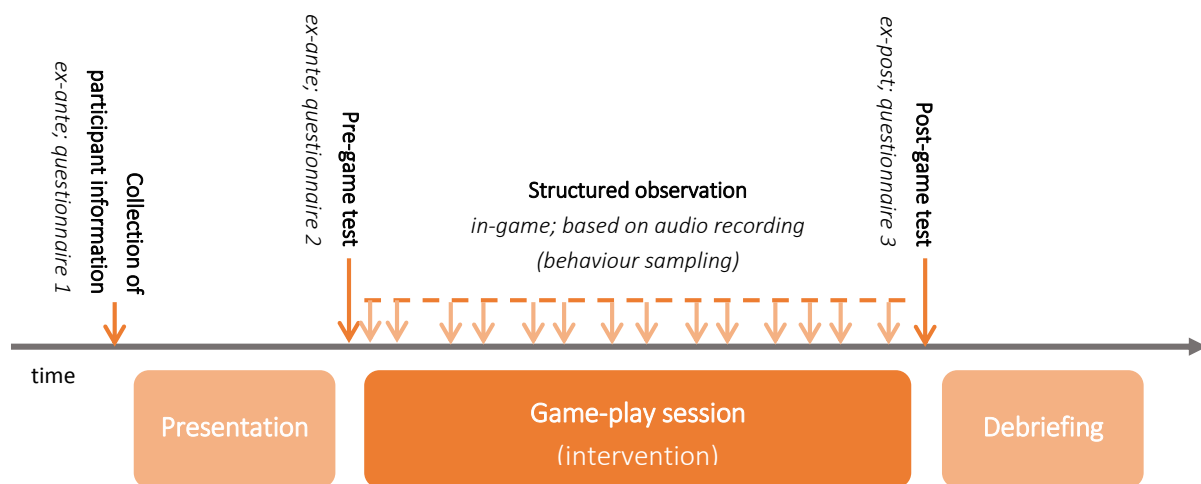 Collection of
participant information
ex-ante; questionnaire 1
Pre-game test
ex-ante; questionnaire 2
Structured observation
in-game; based on audio recording
(behaviour sampling)
Post-game test
ex-post; questionnaire 3
time
Presentation
Game-play session
(intervention)
Debriefing